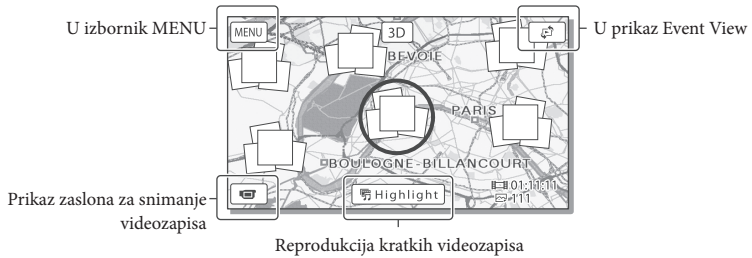 U izbornik MENU
MENU
3D
U prikaz Event View
BEVOIE
PARIS
BOULOGNE-BILLANCOURT
Prikaz zaslona za snimanje
videozapisa
Highlight
01:11:11
111
Reprodukcija kratkih videozapisa